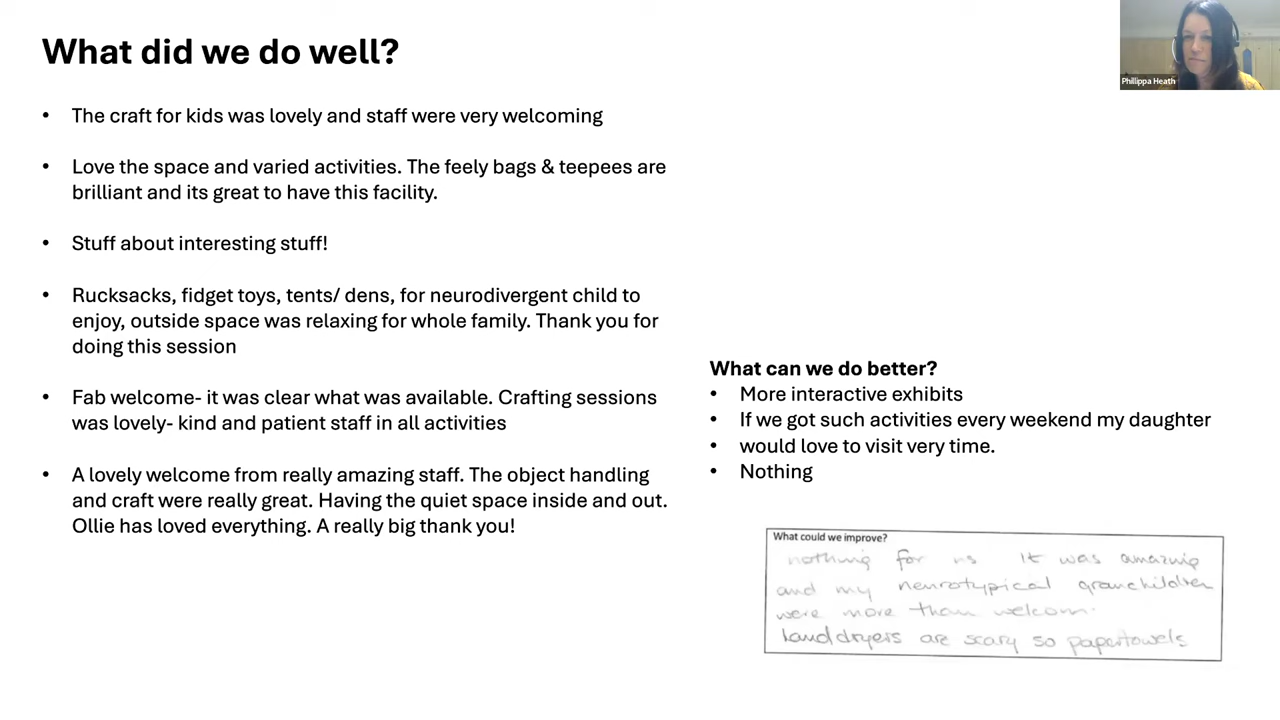 What did we do well?
• The craft for kids was lovely and staff were very welcoming
• Love the space and varied activities. The feely bags & teepees are
brilliant and its great to have this facility.
• Stuff about interesting stuff!
• Rucksacks, fidget toys, tents/ dens, for neurodivergent child to
enjoy, outside space was relaxing for whole family. Thank you for
doing this session
• Fab welcome- it was clear what was available. Crafting sessions
was lovely- kind and patient staff in all activities
• A lovely welcome from really amazing staff. The object handling
and craft were really great. Having the quiet space inside and out.
Ollie has loved everything. A really big thank you!
Philippa Heath
What can we do better?
• More interactive exhibits
• If we got such activities every weekend my daughter
• would love to visit very time.
• Nothing
What could we improve?
nothing for us It was amazing
and my neurotypical granchildren
were more than welcom.
handdryers are scary so papertowels